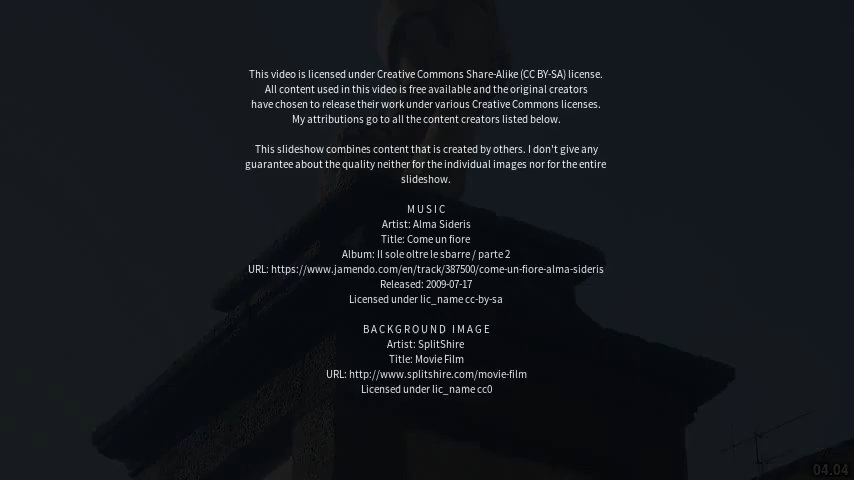 This video is licensed under Creative Commons Share-Alike (CC BY-SA) license.
All content used in this video is free available and the original creators
have chosen to release their work under various Creative Commons licenses.
My attributions go to all the content creators listed below.
This slideshow combines content that is created by others. I don't give any
guarantee about the quality neither for the individual images nor for the entire
slideshow.
MUSIC
Artist: Alma Sideris
Title: Come un fiore
Album: Il sole oltre le sbarre / parte 2
URL: https://www.jamendo.com/en/track/387500/come-un-fiore-alma-sideris
Released: 2009-07-17
Licensed under lic_name cc-by-sa
BACKGROUND IMAGE
Artist: SplitShire
Title: Movie Film
URL: http://www.splitshire.com/movie-film
Licensed under lic_name cc0
04.04